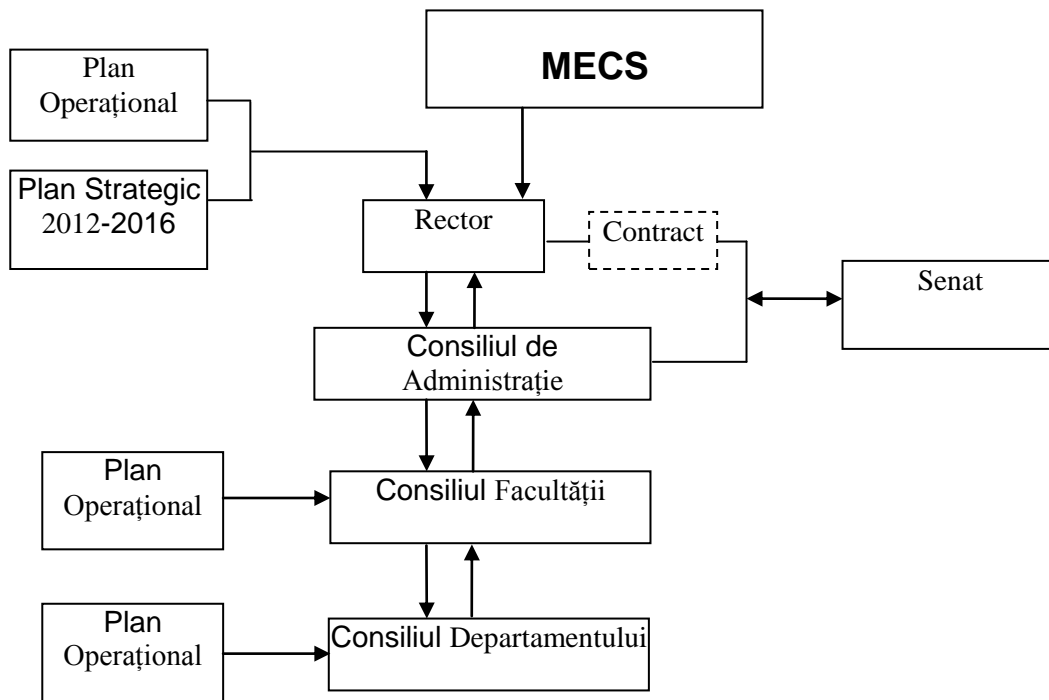 MECS
Plan
Operațional
Plan Strategic
2012-2016
Rector
Contract
Senat
Consiliul de
Administrație
Plan
Operațional
Consiliul Facultății
Plan
Operațional
Consiliul Departamentului